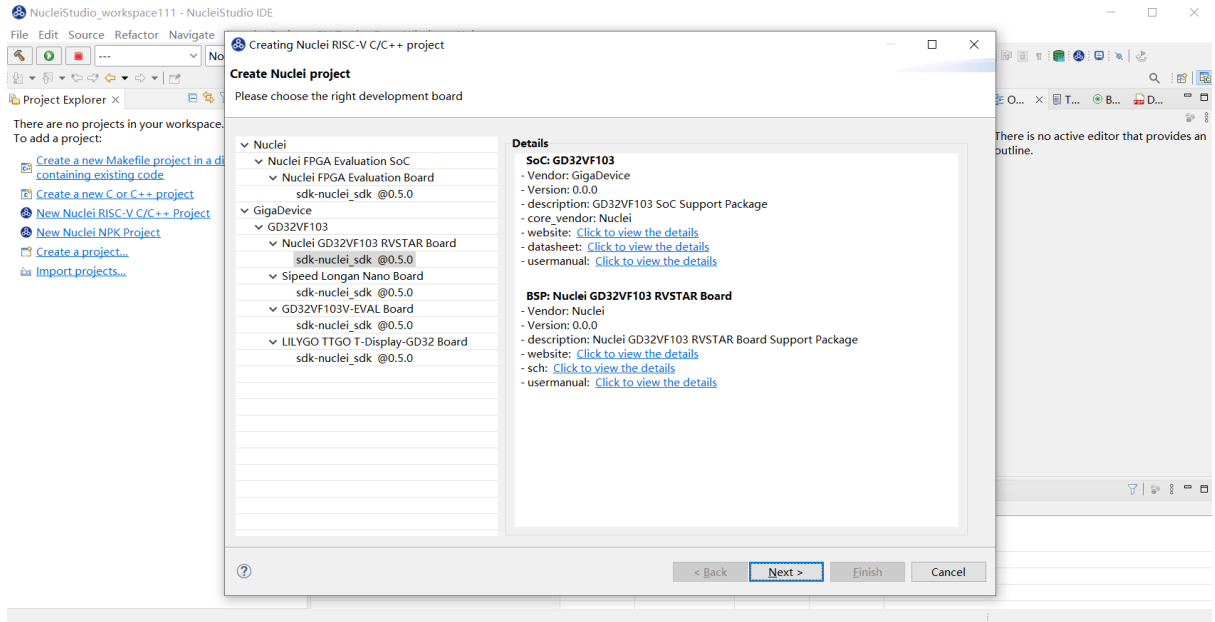 NucleiStudio_workspace111 - NucleiStudio IDE
File Edit Source Refactor Navigate
--- No
Project Explorer
There are no projects in your workspace.
To add a project:
Create a new Makefile project in a di
containing existing code
Create a new C or C++ project
New Nuclei RISC-V C/C++ Project
New Nuclei NPK Project
Create a project...
Import projects...
Creating Nuclei RISC-V C/C++ project
Create Nuclei project
Please choose the right development board
Nuclei
Nuclei FPGA Evaluation SoC
Nuclei FPGA Evaluation Board
sdk-nuclei_sdk @0.5.0
GigaDevice
GD32VF103
Nuclei GD32VF103 RVSTAR Board
sdk-nuclei_sdk @0.5.0
Sipeed Longan Nano Board
sdk-nuclei_sdk @0.5.0
GD32VF103V-EVAL Board
sdk-nuclei_sdk @0.5.0
LILYGO TTGO T-Display-GD32 Board
sdk-nuclei_sdk @0.5.0
Details
SoC: GD32VF103
- Vendor: GigaDevice
- Version: 0.0.0
- description: GD32VF103 SoC Support Package
- core_vendor: Nuclei
- website: Click to view the details
- datasheet: Click to view the details
- usermanual: Click to view the details
BSP: Nuclei GD32VF103 RVSTAR Board
- Vendor: Nuclei
- Version: 0.0.0
- description: Nuclei GD32VF103 RVSTAR Board Support Package
- website: Click to view the details
- sch: Click to view the details
- usermanual: Click to view the details
< Back Next > Finish Cancel
O... T... B... D...
There is no active editor that provides an
outline.